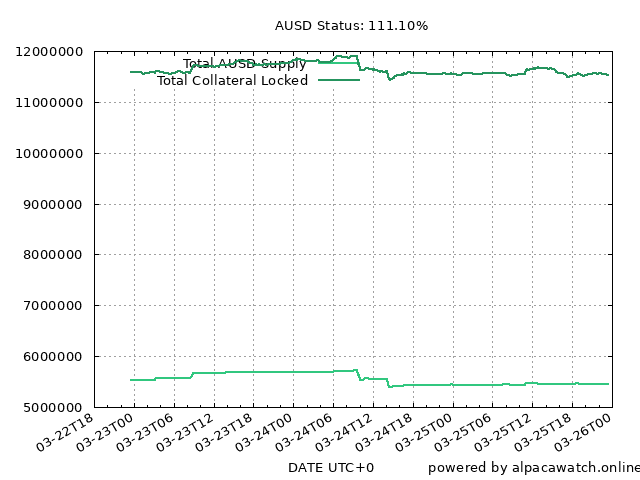 AUSD Status: 111.10%
12000000
11000000
10000000
9000000
8000000
7000000
6000000
5000000
Total AUSD Supply
Total Collateral Locked
03-22T18
03-23T00
03-23T06
03-23T12
03-23T18
03-24T00
03-24T06
03-24T12
03-24T18
03-25T00
03-25T06
03-25T12
03-25T18
03-26T00
DATE UTC+0
powered by alpacawatch.online